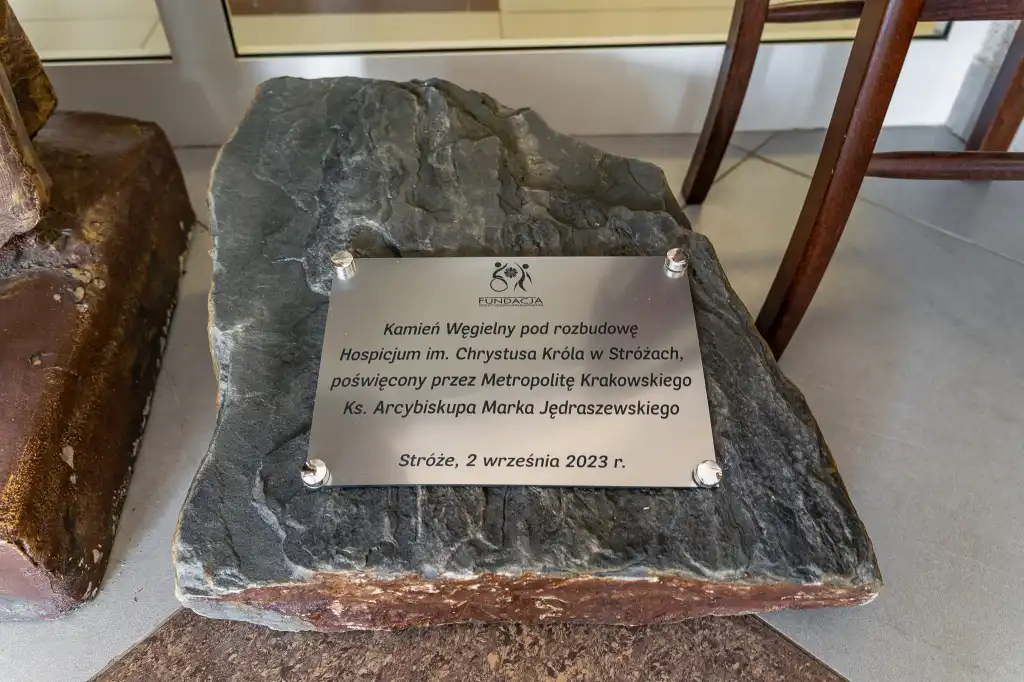 FUNDACJA
Kamień Węgielny pod rozbudowę
Hospicjum im. Chrystusa Króla w Stróżach,
poświęcony przez Metropolitę Krakowskiego
Ks. Arcybiskupa Marka Jędraszewskiego
Stróże, 2 września 2023 r.